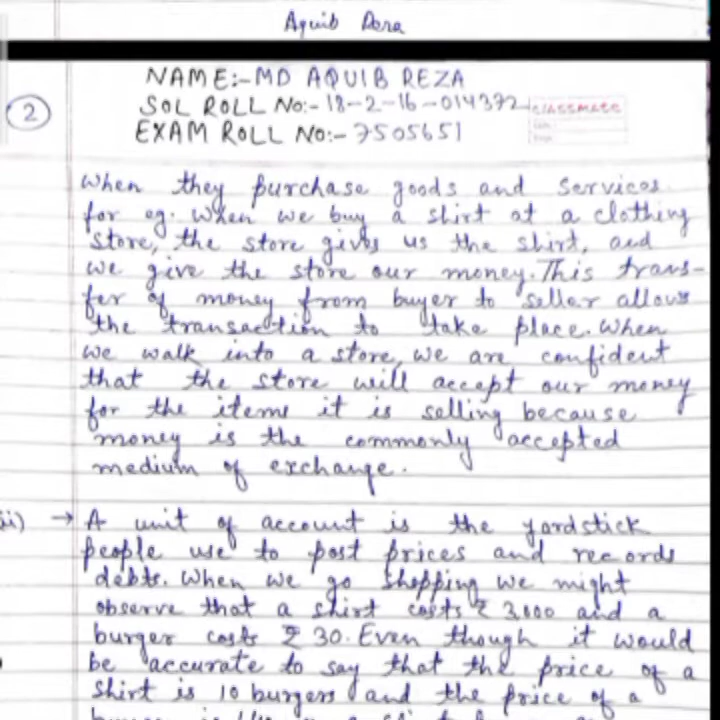 Aquib Reza
2
NAME:- MD AQUIB REZA
SOL ROLL No:- 18-2-16-014372
classmate
EXAM ROLL No:- 7505651
When they purchase goods and services
for eg. When we buy a shirt at a clothing
store, the store gives us the shirt, and
we give the store our money. This trans-
fer of money from buyer to seller allows
the transaction to take place. When
we walk into a store, we are confident
that the store will accept our money
for the items it is selling because
money is the commonly accepted
medium of exchange.
ii) → A unit of account is the yardstick
people use to post prices and records
debts. When we go shopping we might
observe that a shirt costs ₹ 3,000 and a
burger costs ₹ 30. Even though it would
be accurate to say that the price of a
shirt is 10 burgers and the price of a